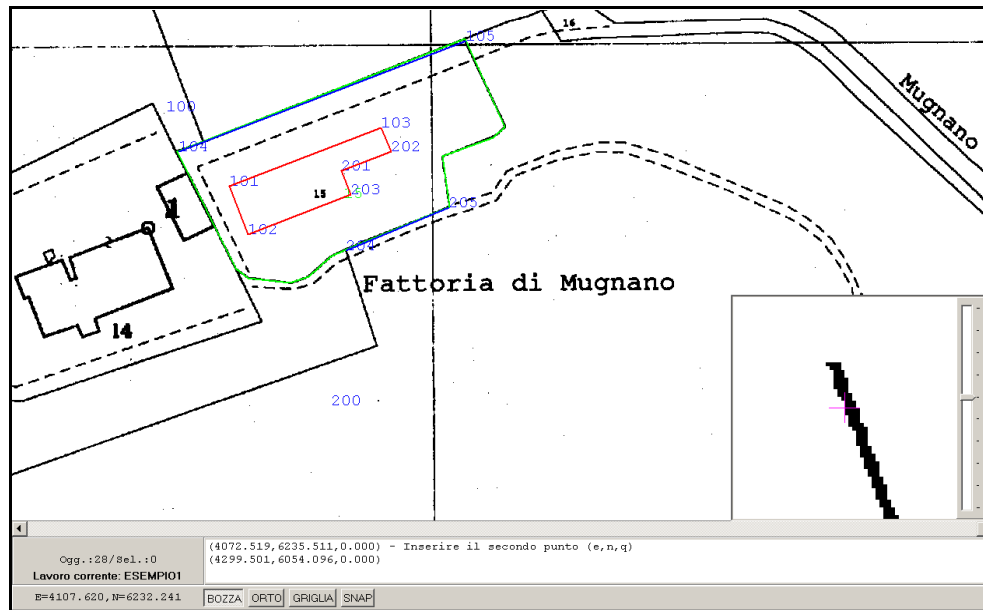 16
105
Mugnano
100
103
104
202
201
101
15
203
15
1
205
102
204
Fattoria di Mugnano
14
200
Ogg.:28/Sel.:0
Lavoro corrente: ESEMPIO1
(4072.519,6235.511,0.000) - Inserire il secondo punto (e,n,q)
(4299.501,6054.096,0.000)
E=4107.620,N=6232.241
BOZZA ORTO GRIGLIA SNAP